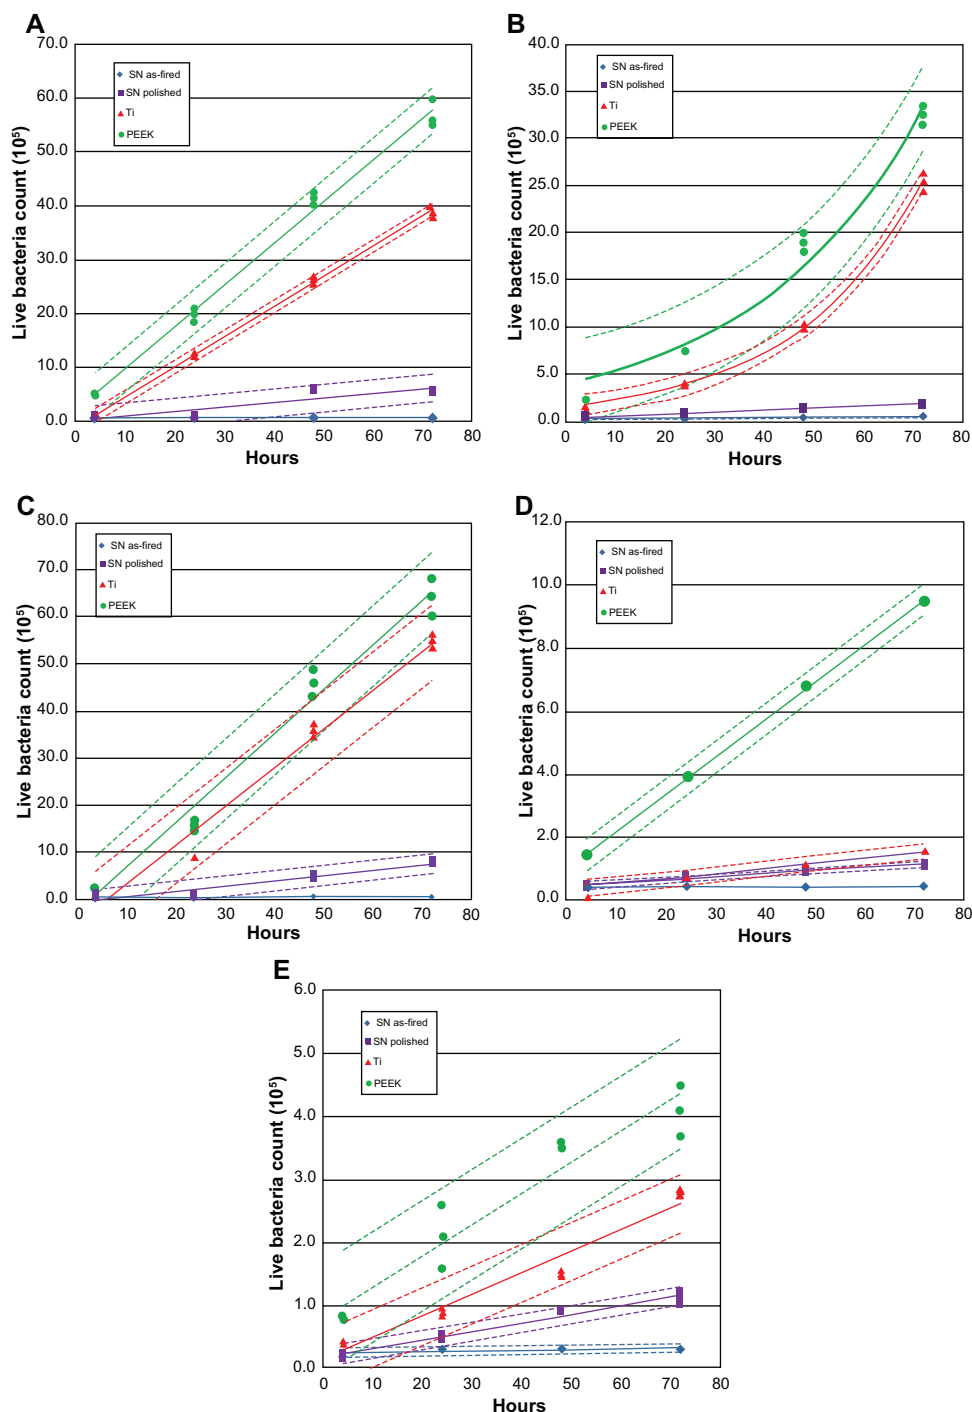 A
Live bacteria count (10⁵)
70.0
60.0
50.0
40.0
30.0
20.0
10.0
0.0
SN as-fired
SN polished
Ti
PEEK
0 10 20 30 40 50 60 70 80
Hours
B
Live bacteria count (10⁵)
40.0
35.0
30.0
25.0
20.0
15.0
10.0
5.0
0.0
SN as-fired
SN polished
Ti
PEEK
0 10 20 30 40 50 60 70 80
Hours
C
Live bacteria count (10⁵)
80.0
70.0
60.0
50.0
40.0
30.0
20.0
10.0
0.0
SN as-fired
SN polished
Ti
PEEK
0 10 20 30 40 50 60 70 80
Hours
D
Live bacteria count (10⁵)
12.0
10.0
8.0
6.0
4.0
2.0
0.0
SN as-fired
SN polished
Ti
PEEK
0 10 20 30 40 50 60 70 80
Hours
E
Live bacteria count (10⁵)
6.0
5.0
4.0
3.0
2.0
1.0
0.0
SN as-fired
SN polished
Ti
PEEK
0 10 20 30 40 50 60 70 80
Hours